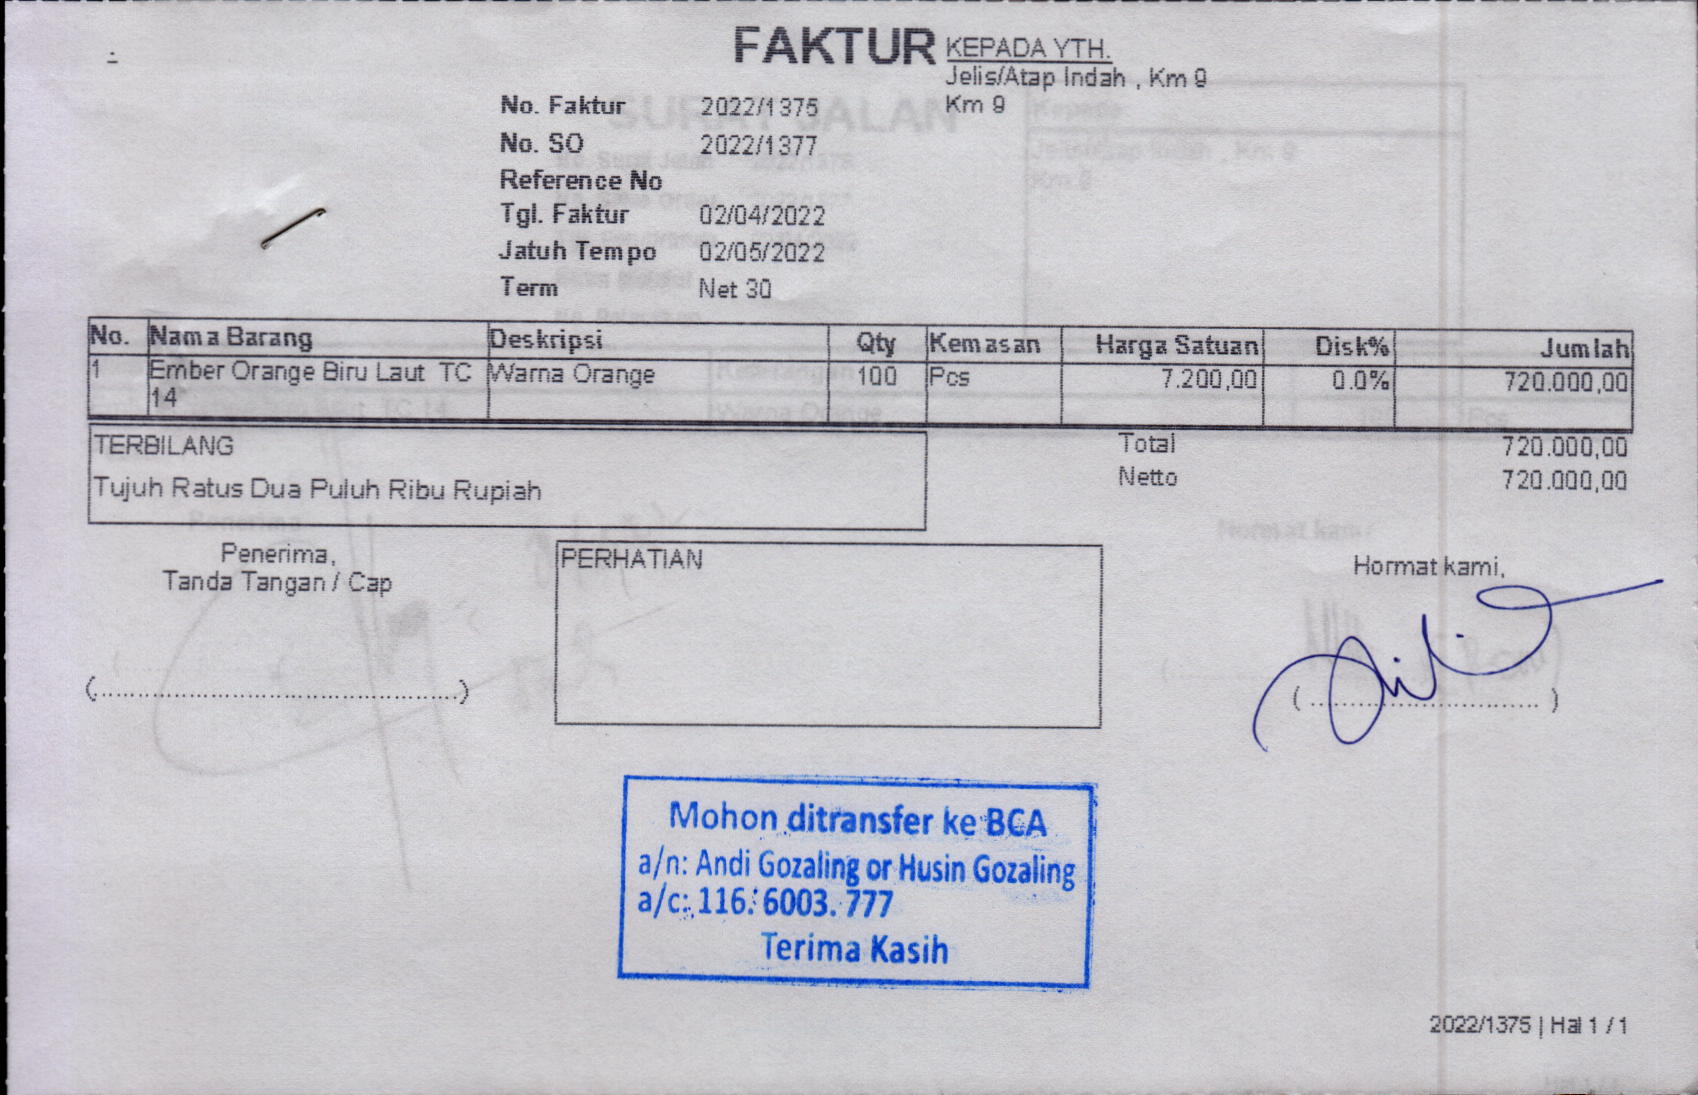 FAKTUR
KEPADA YTH.
Jelis/Atap Indah , Km 9
Km 9
No. Faktur 2022/1375
No. SO 2022/1377
Reference No
Tgl. Faktur 02/04/2022
Jatuh Tempo 02/05/2022
Term Net 30
No. Nama Barang Deskripsi Qty Kemasan Harga Satuan Disk% Jumlah
1 Ember Orange Biru Laut TC Warna Orange 100 Pcs 7.200,00 0.0% 720.000,00
14"
TERBILANG
Tujuh Ratus Dua Puluh Ribu Rupiah
Total 720.000,00
Netto 720.000,00
Penerima,
Tanda Tangan / Cap
(..........................................................)
PERHATIAN
Hormat kami,
( ..................................... )
Mohon ditransfer ke BCA
a/n: Andi Gozaling or Husin Gozaling
a/c: 116. 6003. 777
Terima Kasih
2022/1375 | Hal 1 / 1